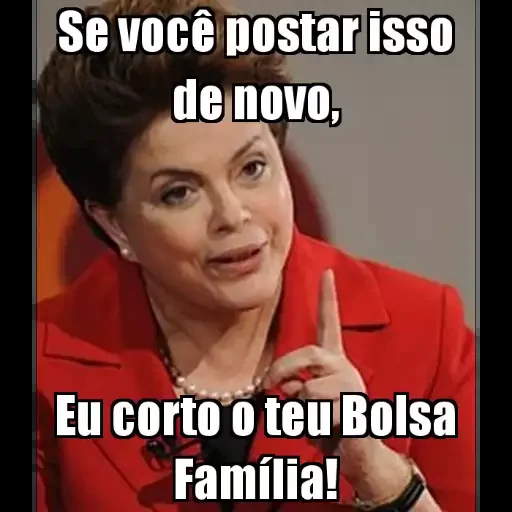 Se você postar isso
de novo,
Eu corto o teu Bolsa
Família!